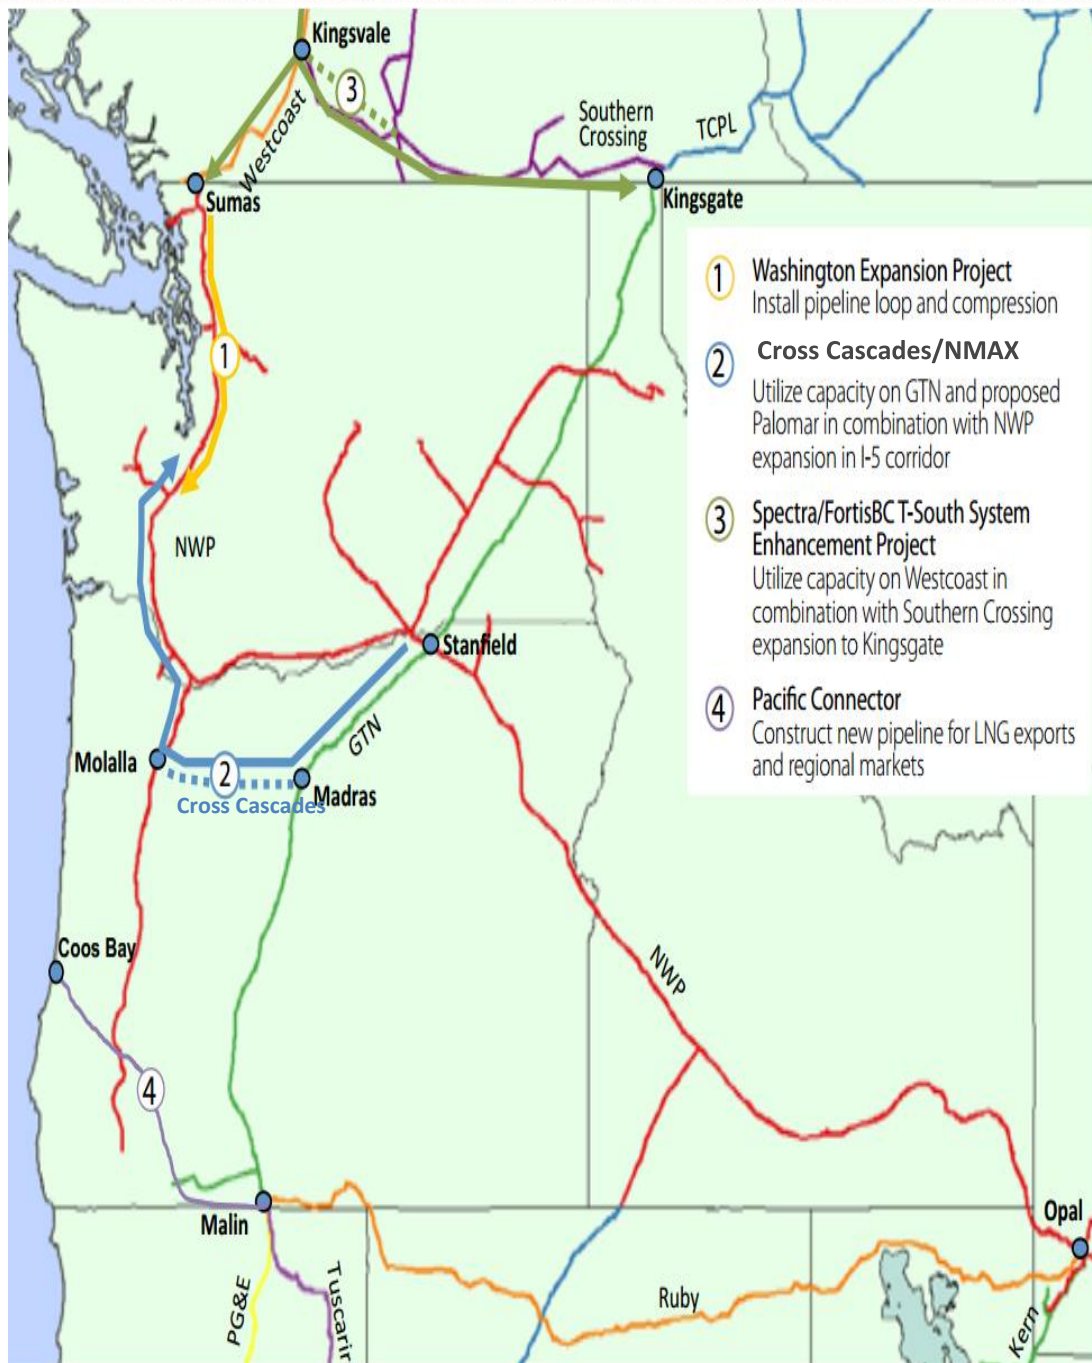 Kingsvale
3
Westcoast
Southern
Crossing
TCPL
Sumas
Kingsgate
1
Washington Expansion Project
Install pipeline loop and compression
2
Cross Cascades/NMAX
Utilize capacity on GTN and proposed
Palomar in combination with NWP
expansion in I-5 corridor
3
Spectra/FortisBC T-South System
Enhancement Project
Utilize capacity on Westcoast in
combination with Southern Crossing
expansion to Kingsgate
4
Pacific Connector
Construct new pipeline for LNG exports
and regional markets
1
NWP
Stanfield
GTN
Molalla
2
Madras
Cross Cascades
Coos Bay
NWP
4
Malin
Opal
PG&E
Tuscarir
Ruby
Kern